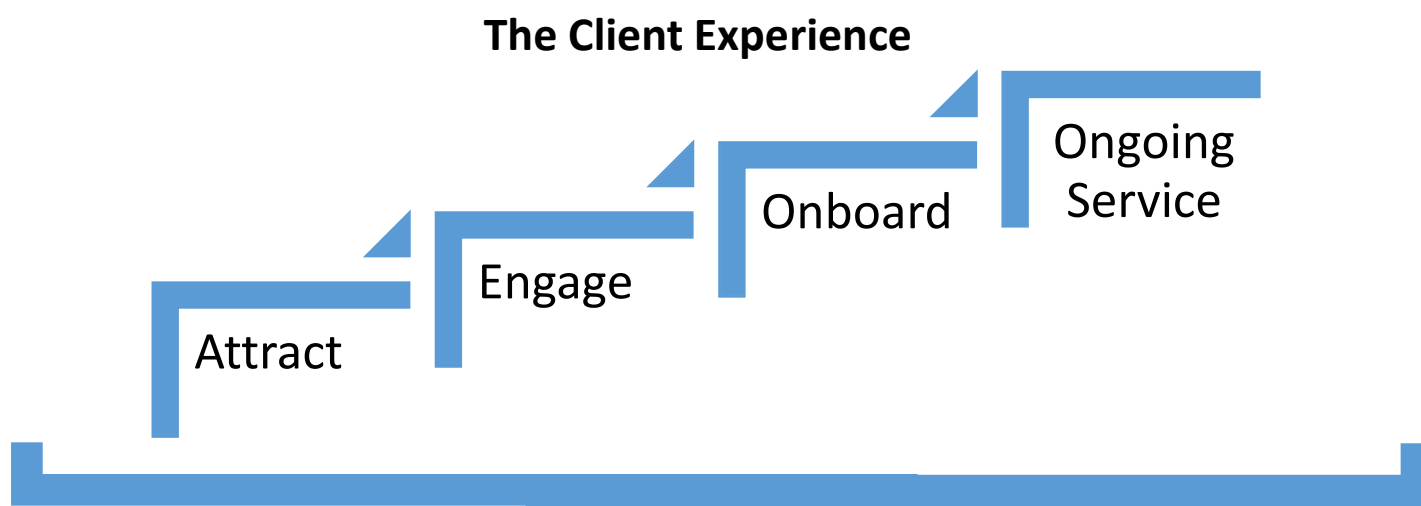 The Client Experience
Attract
Engage
Onboard
Ongoing
Service